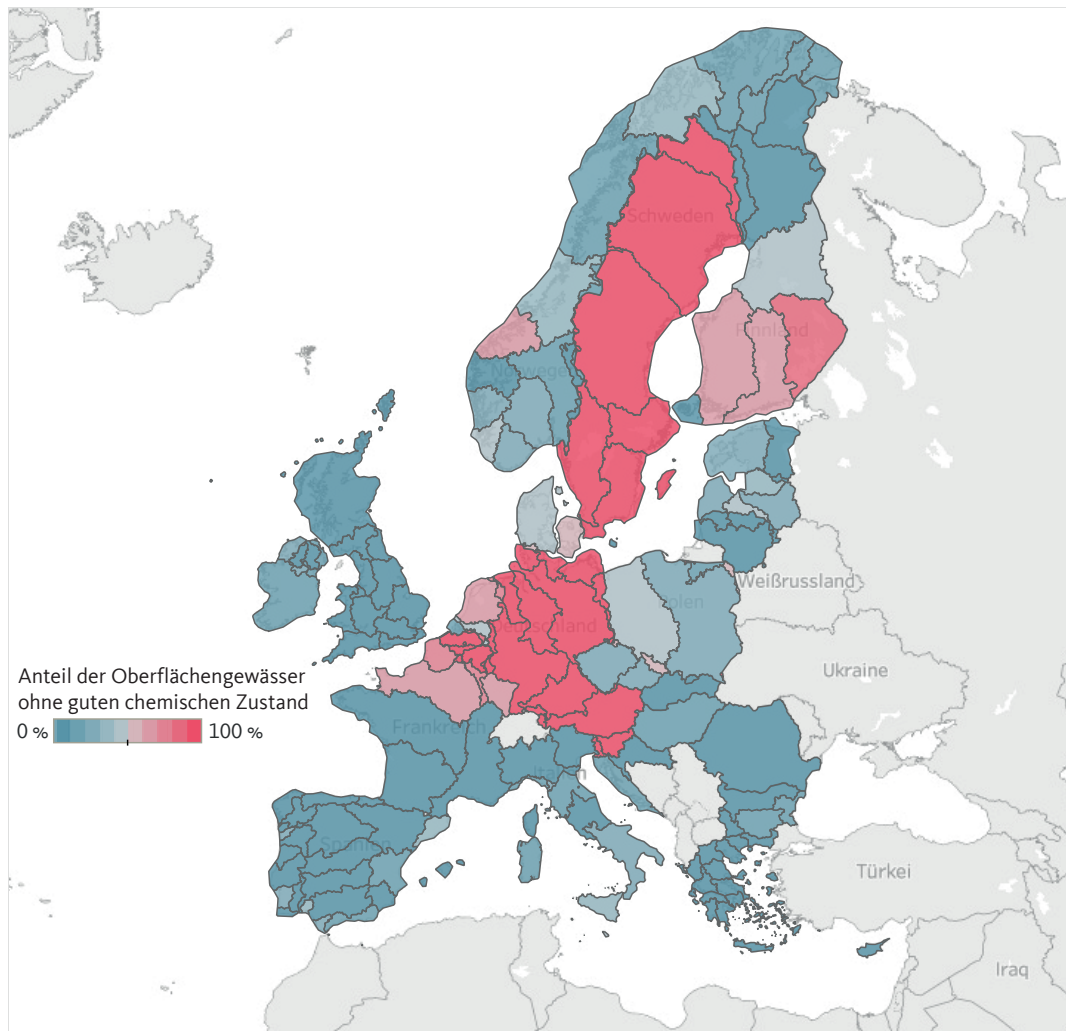 Schweden
Finnland
Norwegen
Weißrussland
Polen
Deutschland
Ukraine
Anteil der Oberflächengewässer
ohne guten chemischen Zustand
0 % 100 %
Frankreich
Italien
Spanien
Türkei
Iraq